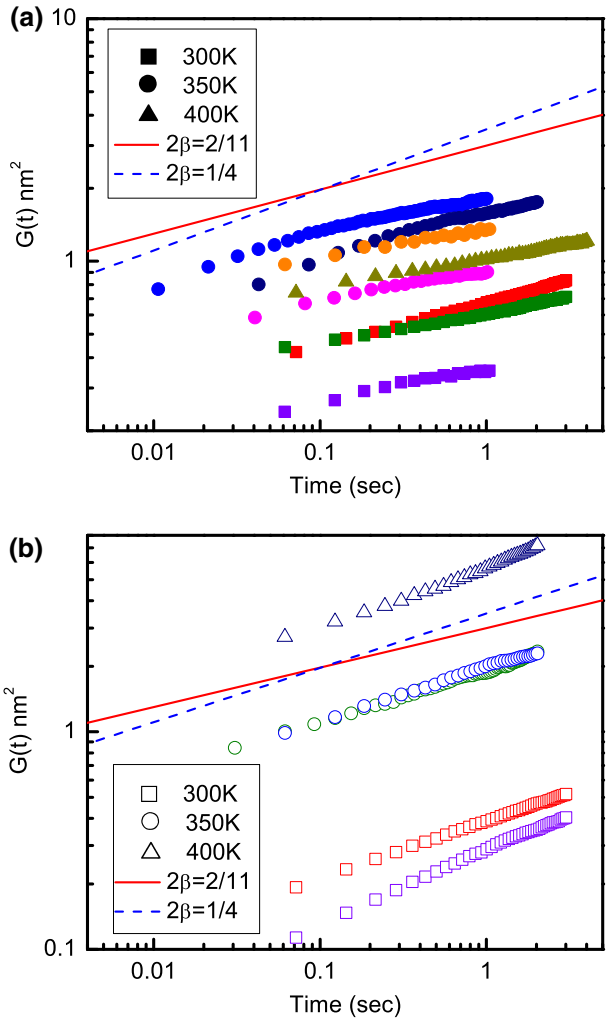 (a)
10
300K
350K
400K
2β=2/11
2β=1/4
G(t) nm²
1
0.01
0.1
1
Time (sec)
(b)
G(t) nm²
1
300K
350K
400K
2β=2/11
2β=1/4
0.1
0.01
0.1
1
Time (sec)